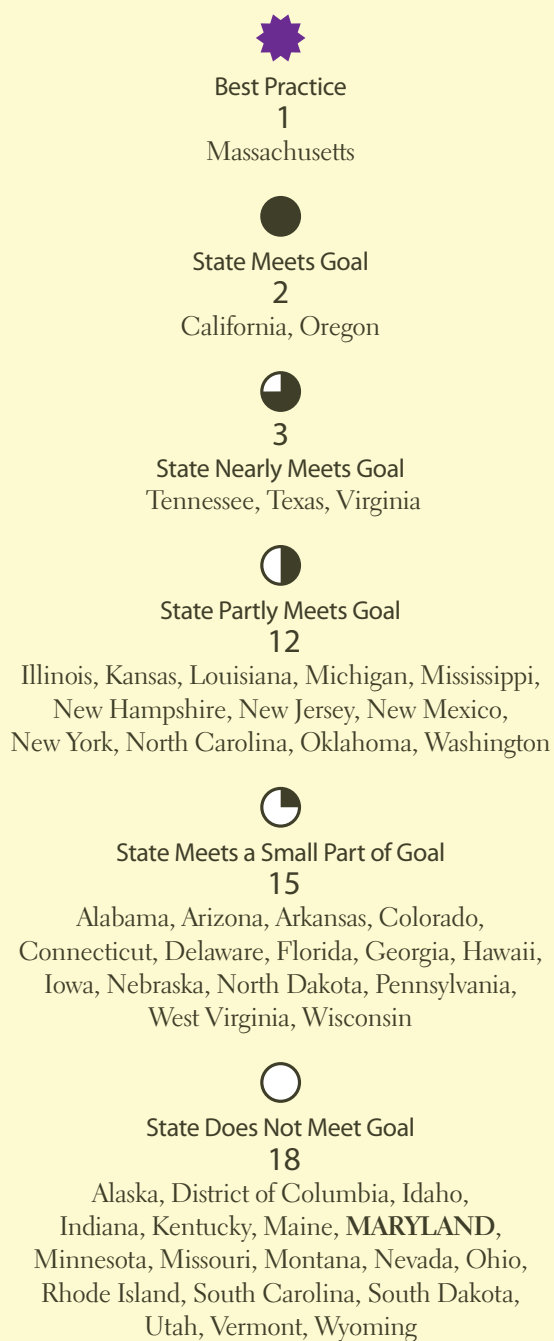 Best Practice
1
Massachusetts
State Meets Goal
2
California, Oregon
3
State Nearly Meets Goal
Tennessee, Texas, Virginia
State Partly Meets Goal
12
Illinois, Kansas, Louisiana, Michigan, Mississippi,
New Hampshire, New Jersey, New Mexico,
New York, North Carolina, Oklahoma, Washington
State Meets a Small Part of Goal
15
Alabama, Arizona, Arkansas, Colorado,
Connecticut, Delaware, Florida, Georgia, Hawaii,
Iowa, Nebraska, North Dakota, Pennsylvania,
West Virginia, Wisconsin
State Does Not Meet Goal
18
Alaska, District of Columbia, Idaho,
Indiana, Kentucky, Maine, MARYLAND,
Minnesota, Missouri, Montana, Nevada, Ohio,
Rhode Island, South Carolina, South Dakota,
Utah, Vermont, Wyoming